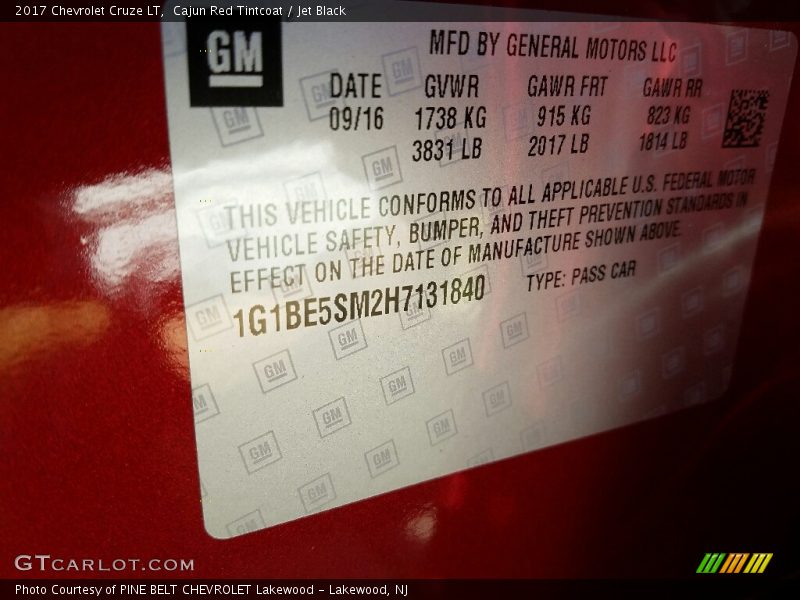 2017 Chevrolet Cruze LT,  Cajun Red Tintcoat / Jet Black
GM
MFD BY GENERAL MOTORS LLC
DATE GVWR GAWR FRT GAWR RR
09/16 1738 KG 915 KG 823 KG
3831 LB 2017 LB 1814 LB
THIS VEHICLE CONFORMS TO ALL APPLICABLE U.S. FEDERAL MOTOR
VEHICLE SAFETY, BUMPER, AND THEFT PREVENTION STANDARDS IN
EFFECT ON THE DATE OF MANUFACTURE SHOWN ABOVE.
1G1BE5SM2H7131840 TYPE: PASS CAR
GTCARLOT.COM
Photo Courtesy of PINE BELT CHEVROLET Lakewood - Lakewood, NJ